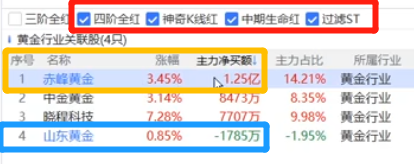 三阶全红 四阶全红 神奇K线红 中期生命红 过滤ST
黄金行业关联股(4只)
序号 名称 涨幅 主力净买额↓ 主力占比 所属行业
1 赤峰黄金 3.45% 1.25亿 14.21% 黄金行业
2 中金黄金 3.14% 8473万 8.35% 黄金行业
3 晓程科技 7.28% 7707万 9.98% 黄金行业
4 山东黄金 0.85% -1785万 -1.95% 黄金行业